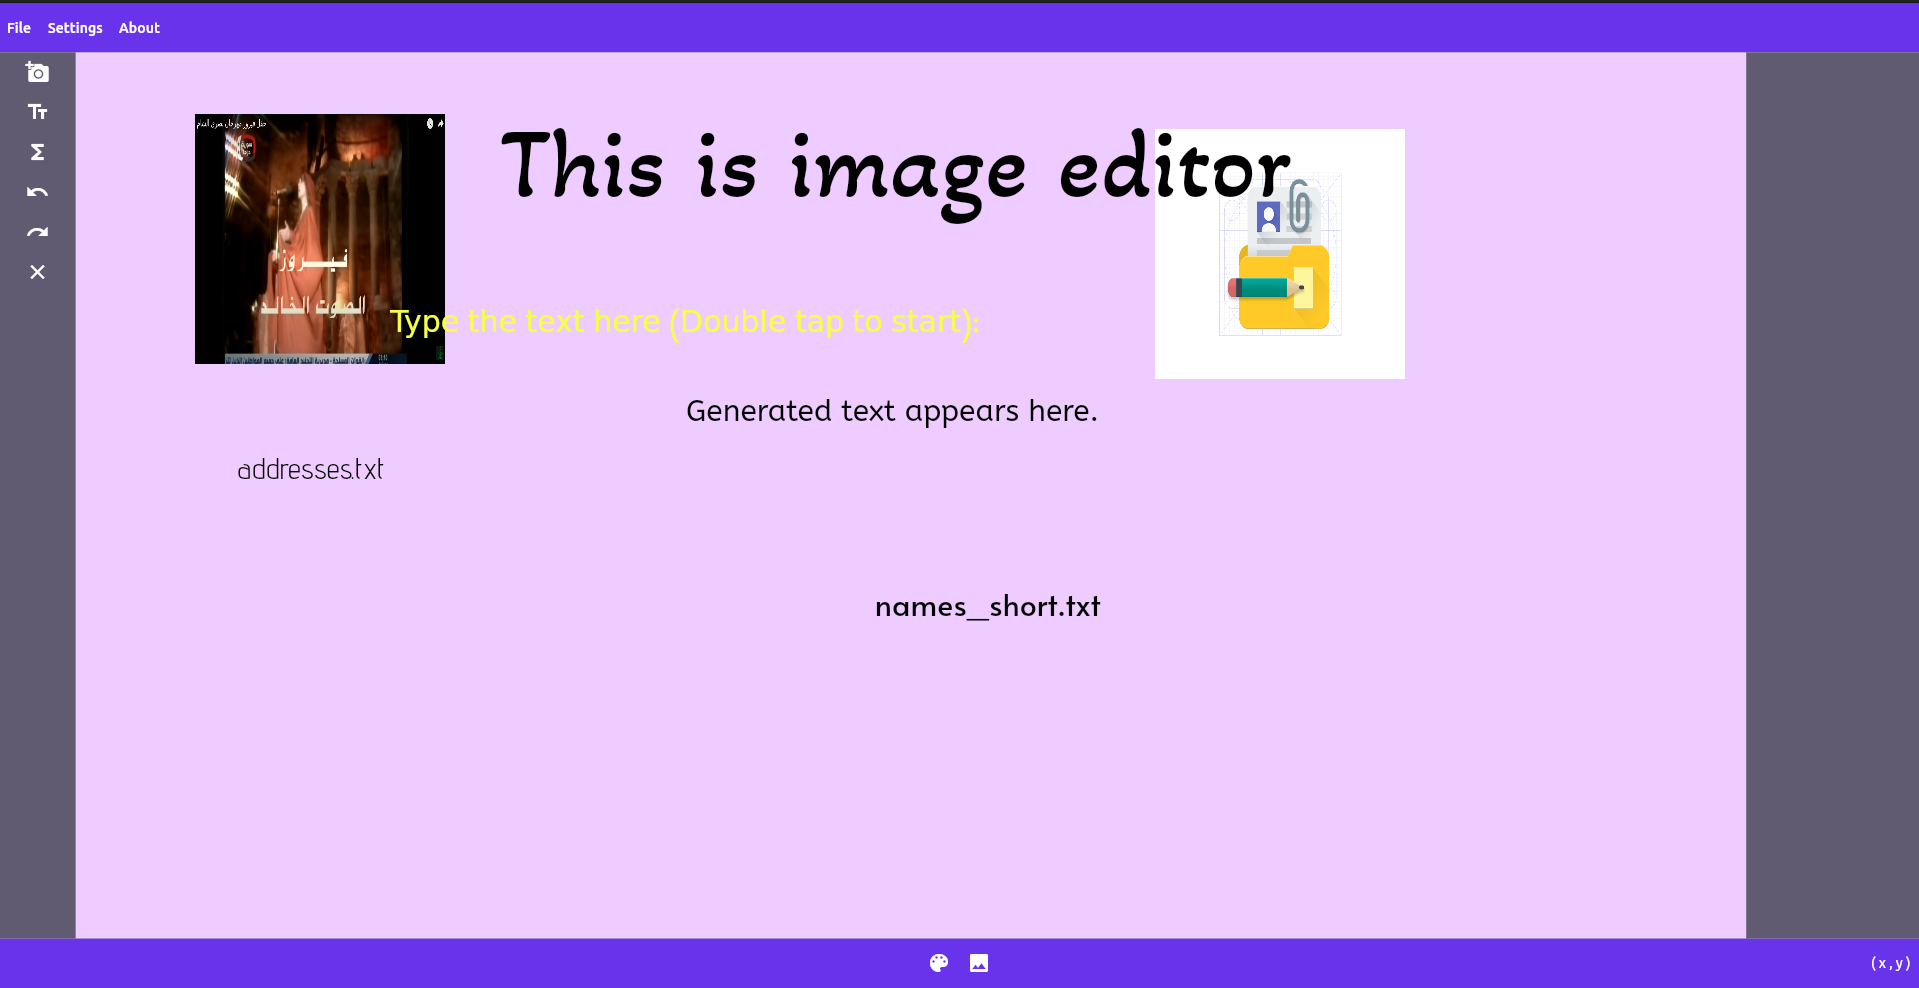 File Settings About
This is image editor
فيـــروز
الصوت الخالد
Type the text here (Double tap to start):
Generated text appears here.
addresses.txt
names_short.txt
(x,y)